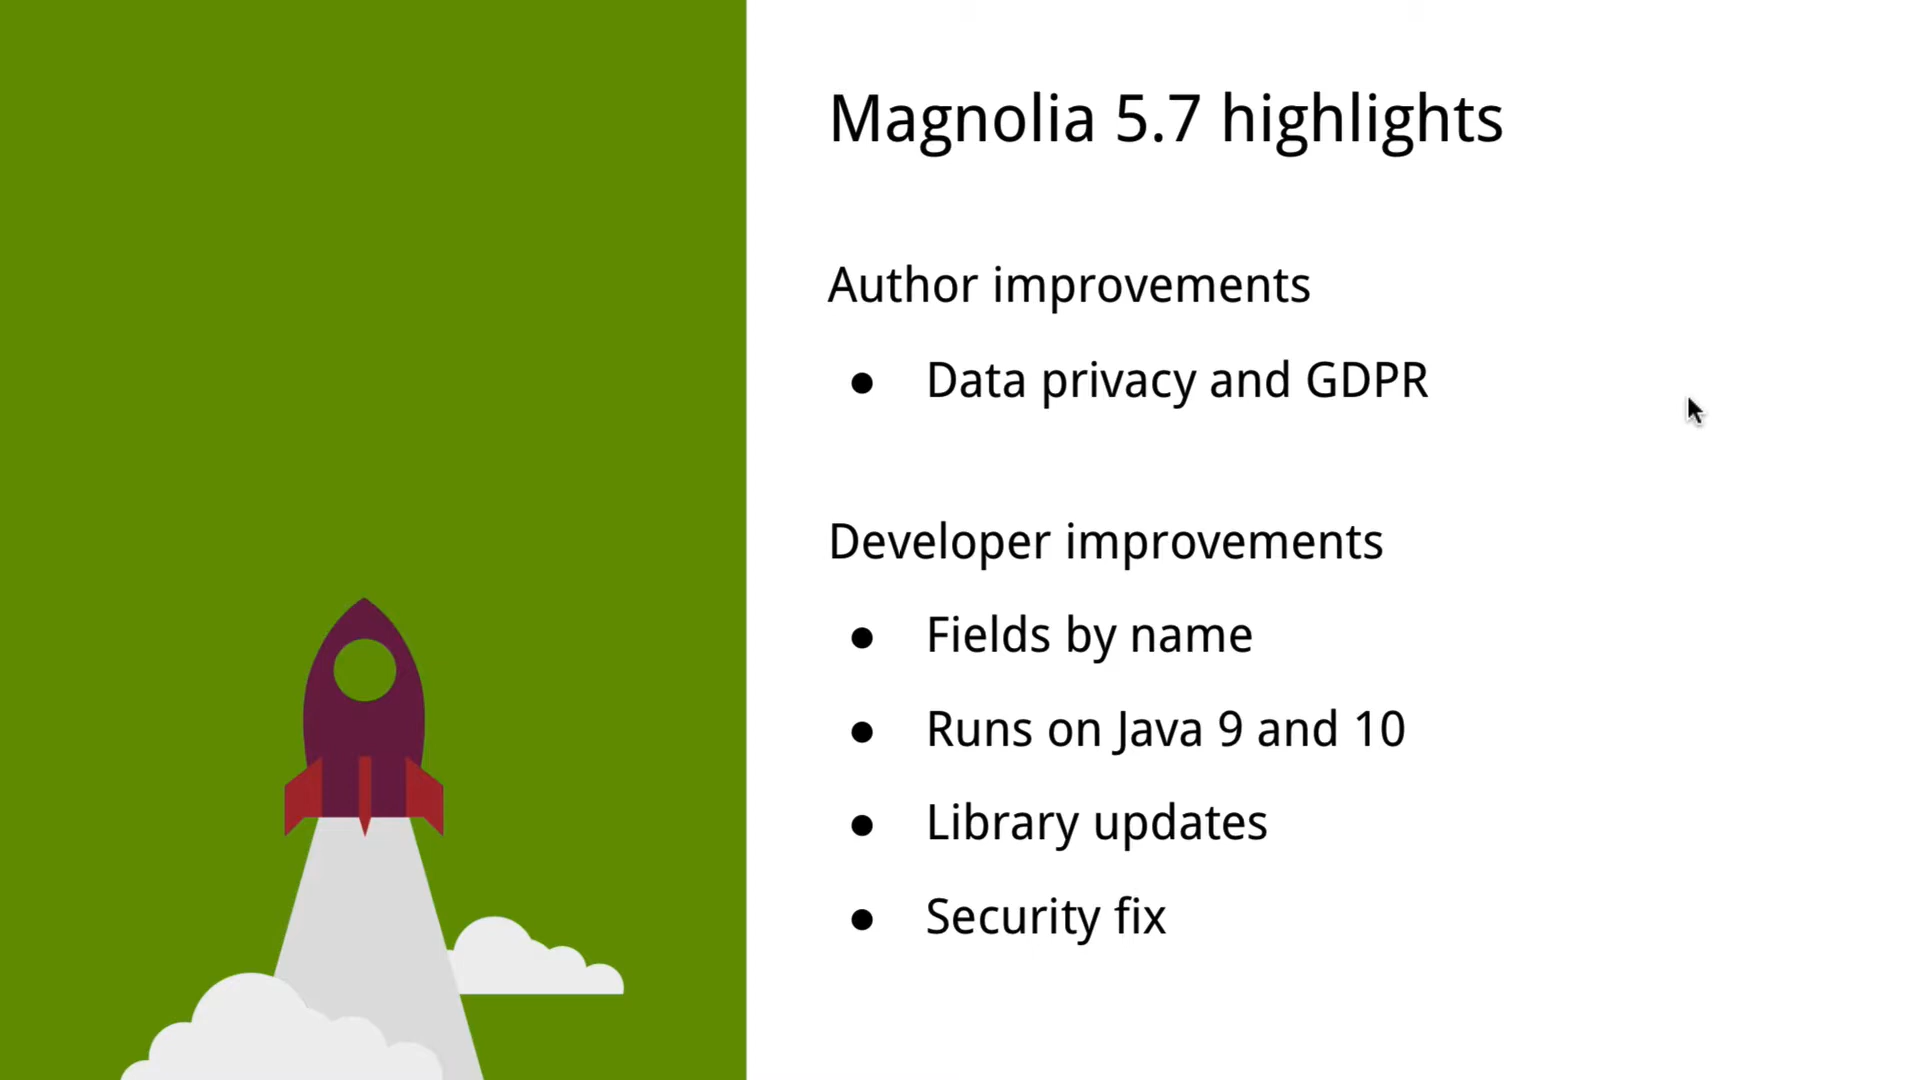 Magnolia 5.7 highlights
Author improvements
● Data privacy and GDPR
Developer improvements
● Fields by name
● Runs on Java 9 and 10
● Library updates
● Security fix